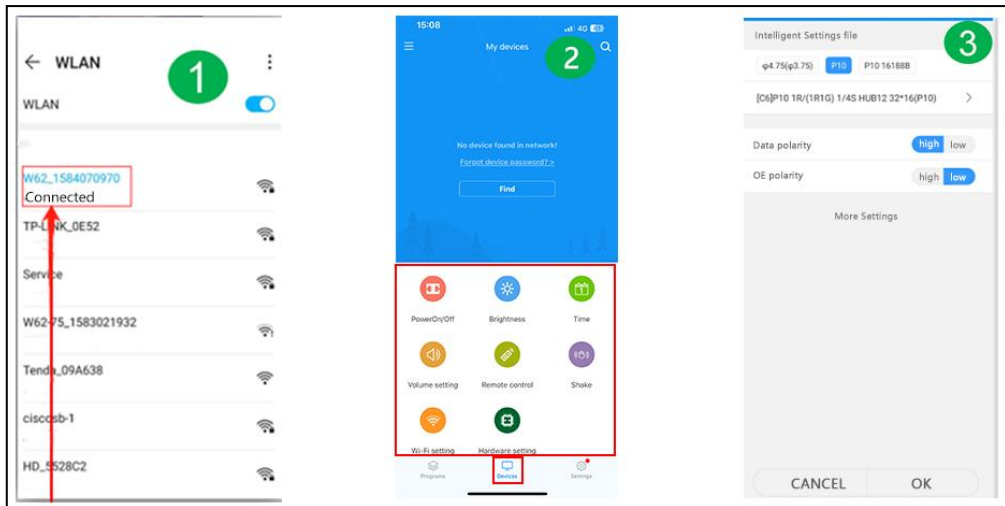 ← WLAN
1
WLAN
W62_1584070970
Connected
TP-LINK_0E52
Service
W62-75_1583021932
Tenda_09A638
ciscosb-1
HD_5528C2
15:08
4G
My devices
2
No device found in network!
Forgot device password? >
Find
PowerOn/Off Brightness Time
Volume setting Remote control Shake
Wi-Fi setting Hardware setting
Programs Devices Settings
Intelligent Settings file
3
φ4.75(φ3.75) P10 P10 16188B
[C6]P10 1R/(1R1G) 1/4S HUB12 32*16(P10) >
Data polarity high low
OE polarity high low
More Settings
CANCEL OK